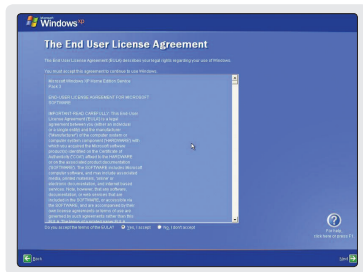 Microsoft
Windows xp
The End User License Agreement
The End User License Agreement (EULA) describes your legal rights regarding your use of Windows.
You must accept this agreement to continue to use Windows.
Microsoft Windows XP Home Edition Service
Pack 3
END-USER LICENSE AGREEMENT FOR MICROSOFT
SOFTWARE
IMPORTANT-READ CAREFULLY: This End-User
License Agreement (EULA) is a legal
agreement between you (either an individual
or a single entity) and the manufacturer
("Manufacturer") of the computer system or
computer system component ("HARDWARE") with
which you acquired the Microsoft software
product(s) identified on the Certificate of
Authenticity ("COA") affixed to the HARDWARE
or on the associated product documentation
("SOFTWARE"). The SOFTWARE includes Microsoft
computer software, and may include associated
media, printed materials, "online" or
electronic documentation, and Internet based
services. Note, however, that any software,
documentation, or web services that are
included in the SOFTWARE, or accessible via
the SOFTWARE, and are accompanied by their
own license agreements or terms of use are
governed by such agreements rather than this
EULA. The terms of a printed paper EULA
Do you accept the terms of the EULA? Yes, I accept No, I don't accept
For help,
click here or press F1
Back
Next